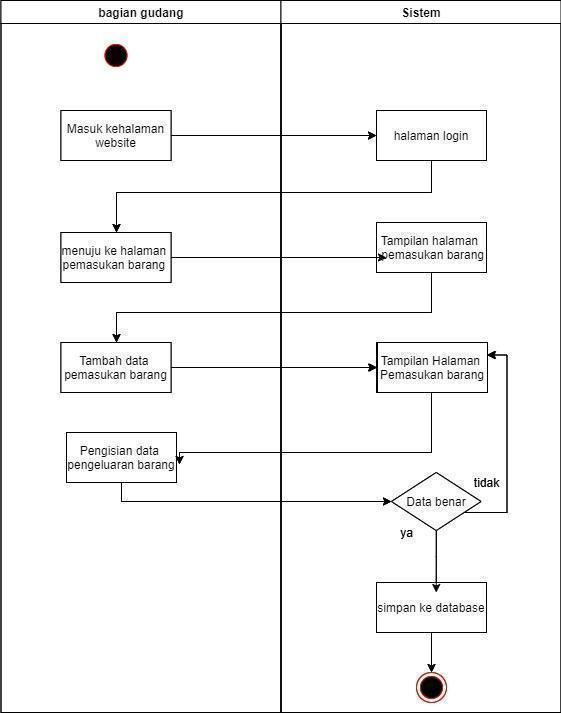 bagian gudang
Sistem
Masuk kehalaman
website
halaman login
menuju ke halaman
pemasukan barang
Tampilan halaman
pemasukan barang
Tambah data
pemasukan barang
Tampilan Halaman
Pemasukan barang
Pengisian data
pengeluaran barang
Data benar
tidak
ya
simpan ke database